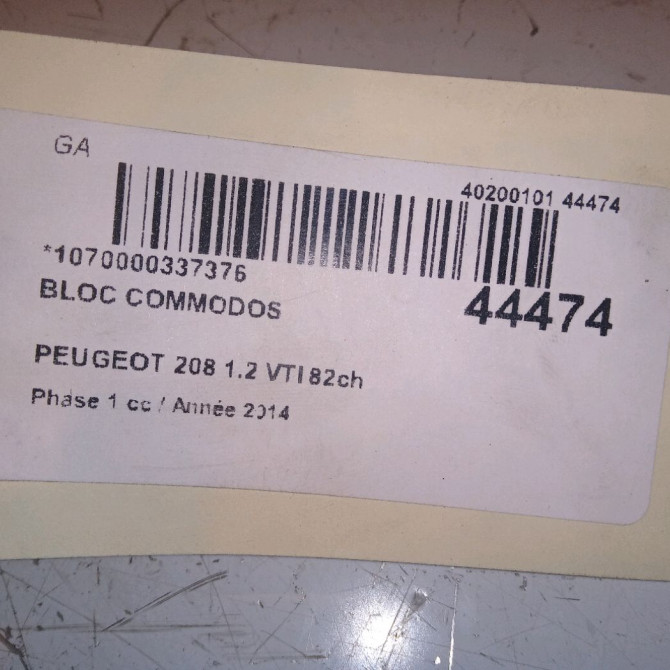 GA
40200101 44474
*1070000337376
BLOC COMMODOS
44474
PEUGEOT 208 1.2 VTI 82ch
Phase 1 cc / Année 2014